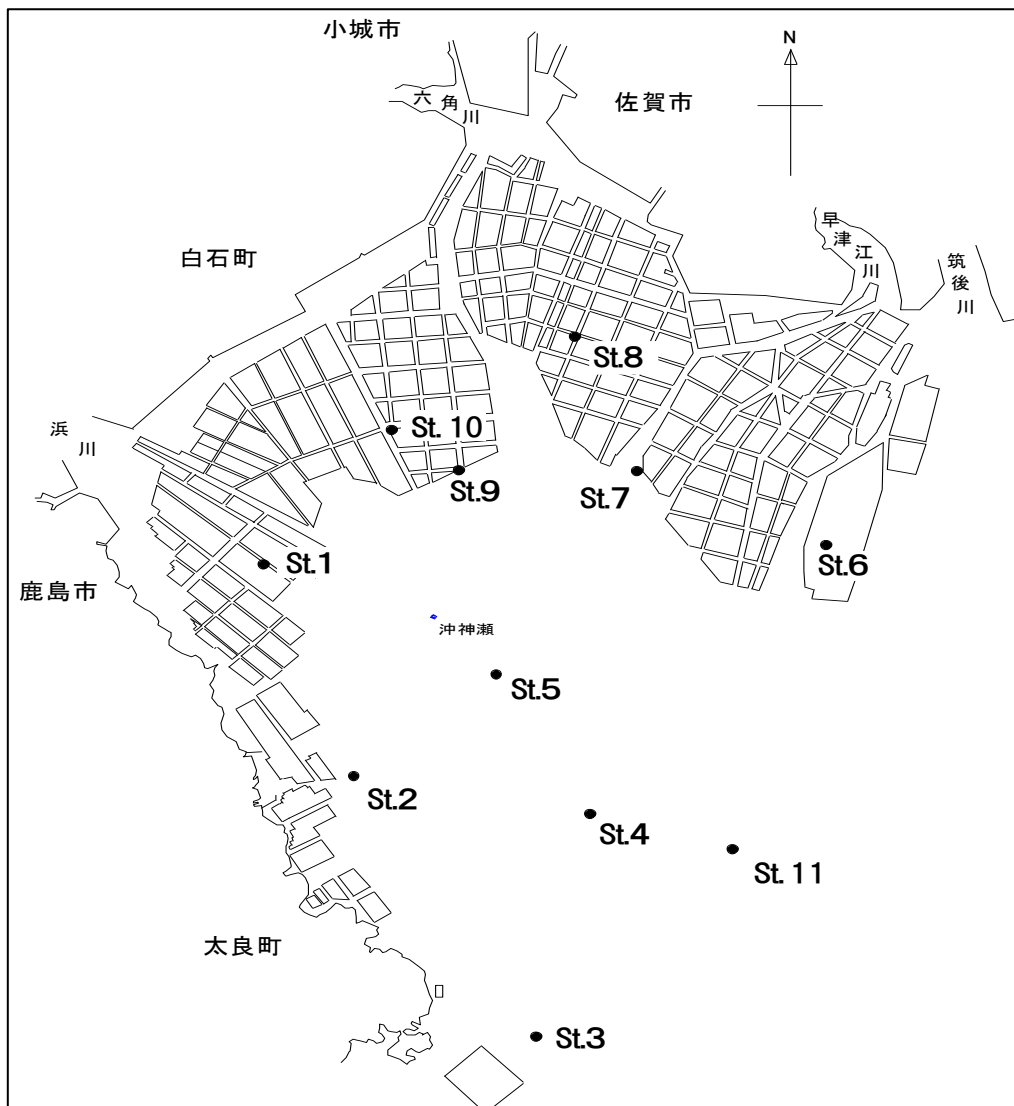 小城市
N
六角川
佐賀市
早津江川
筑後川
白石町
St.8
浜川
St. 10
St.9
St.7
St.1
St.6
鹿島市
沖神瀬
St.5
St.2
St.4
St. 11
太良町
St.3